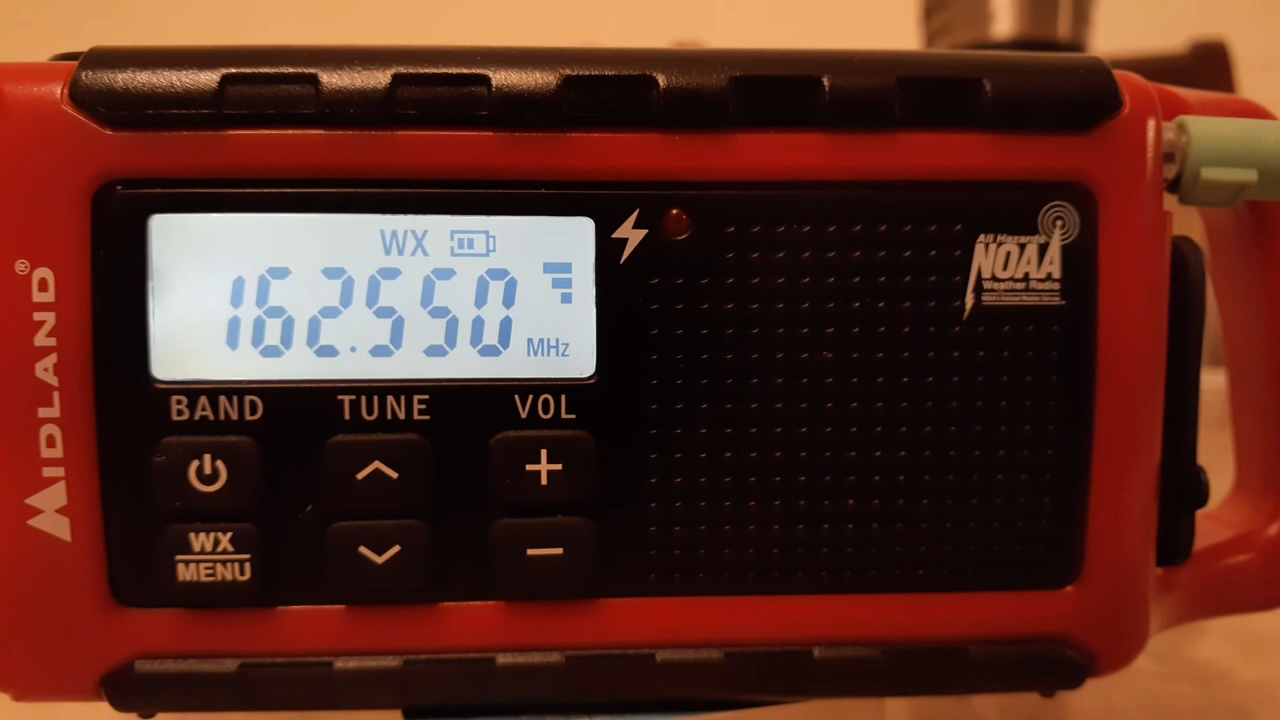 MIDLAND®
WX
162.550
MHz
BAND TUNE VOL
WX
MENU
All Hazards
NOAA
Weather Radio